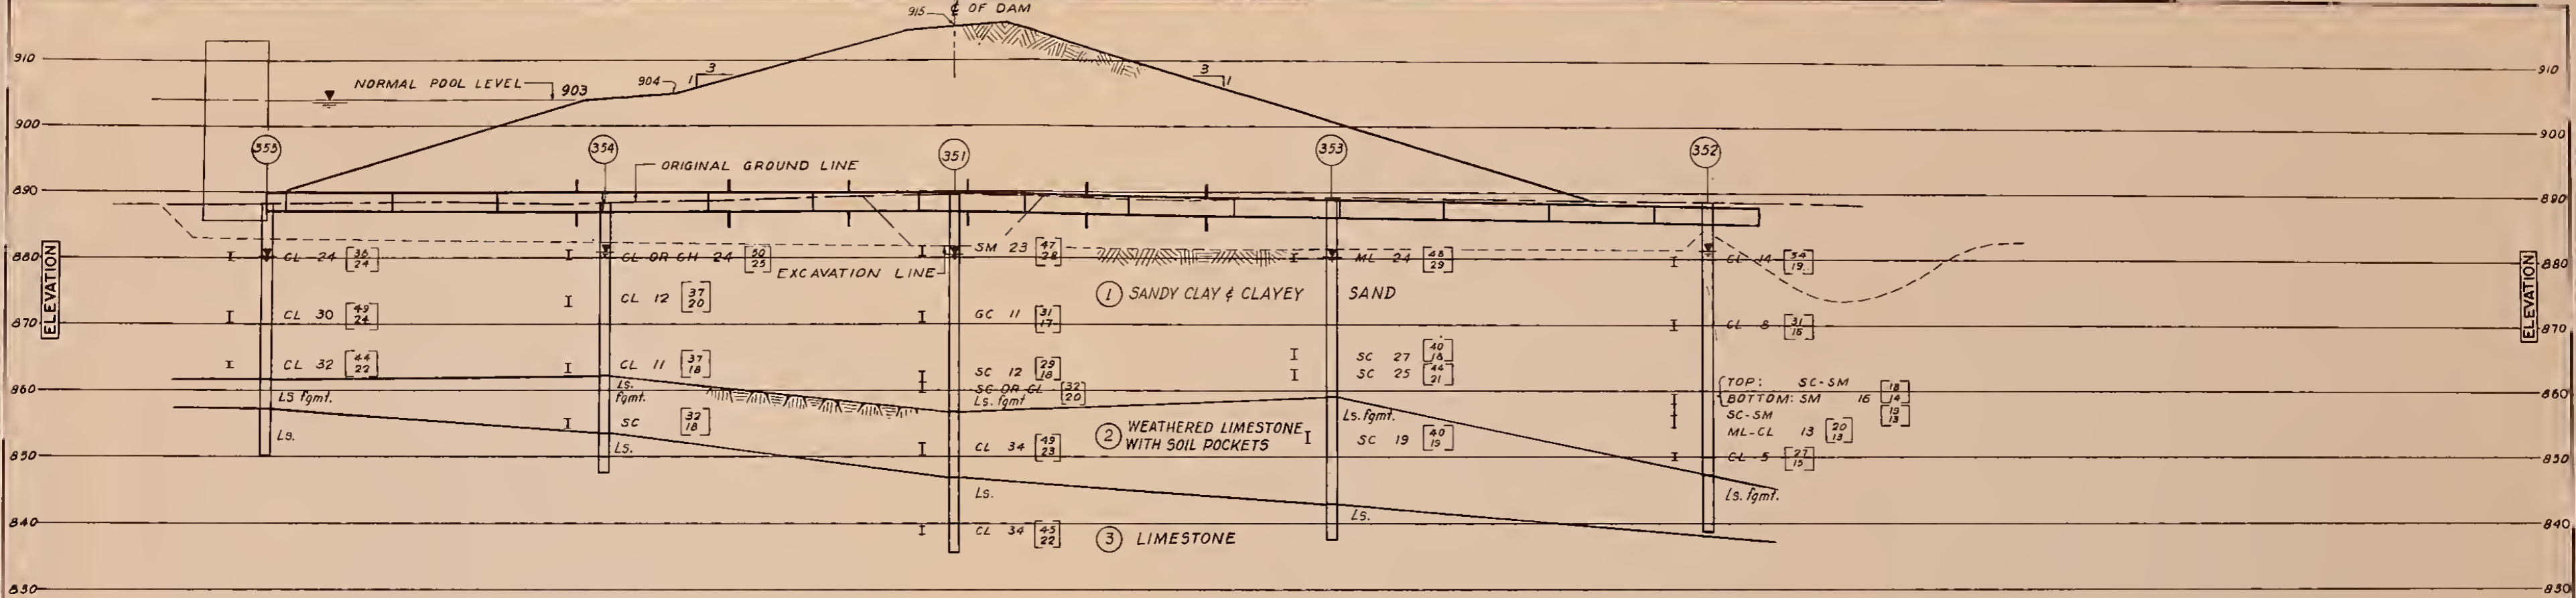 915
℄ OF DAM
910
910
NORMAL POOL LEVEL
903
904
3
1
3
1
900
900
355
354
351
353
352
ORIGINAL GROUND LINE
890
890
880
880
CL 24 [36/24]
CL OR CH 24 [50/25]
EXCAVATION LINE
SM 23 [47/28]
ML 24 [48/29]
CL 14 [34/19]
ELEVATION
ELEVATION
① SANDY CLAY & CLAYEY SAND
CL 30 [49/24]
CL 12 [37/20]
GC 11 [31/17]
CL 8 [31/15]
870
870
CL 32 [44/22]
CL 11 [37/18]
SC 12 [29/18]
SC OR CL [32/20]
Ls. fgmt
SC 27 [40/18]
SC 25 [44/21]
860
860
TOP: SC-SM [18/14]
BOTTOM: SM 16
SC-SM [19/13]
ML-CL 13 [20/13]
CL 5 [27/15]
LS fgmt.
Ls. fgmt.
SC [32/18]
Ls.
Ls.
② WEATHERED LIMESTONE
WITH SOIL POCKETS
Ls. fgmt.
SC 19 [40/19]
CL 34 [49/23]
850
850
Ls.
Ls.
Ls. fgmt.
840
840
CL 34 [45/22]
③ LIMESTONE
830
830